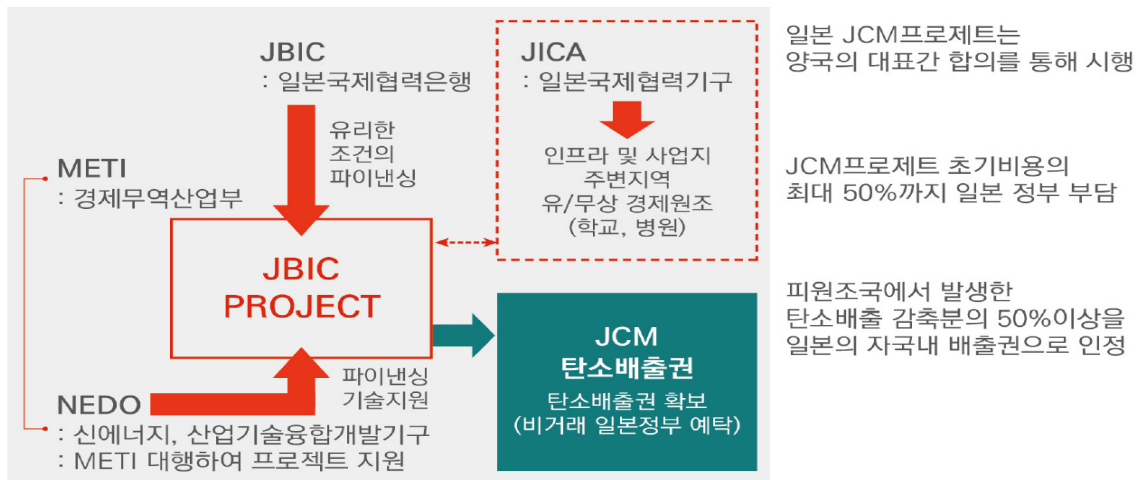 JBIC
: 일본국제협력은행
유리한
조건의
파이낸싱
JICA
: 일본국제협력기구
인프라 및 사업지
주변지역
유/무상 경제원조
(학교, 병원)
METI
: 경제무역산업부
JBIC
PROJECT
JCM
탄소배출권
탄소배출권 확보
(비거래 일본정부 예탁)
파이낸싱
기술지원
NEDO
: 신에너지, 산업기술융합개발기구
: METI 대행하여 프로젝트 지원
일본 JCM프로제트는
양국의 대표간 합의를 통해 시행
JCM프로제트 초기비용의
최대 50%까지 일본 정부 부담
피원조국에서 발생한
탄소배출 감축분의 50%이상을
일본의 자국내 배출권으로 인정